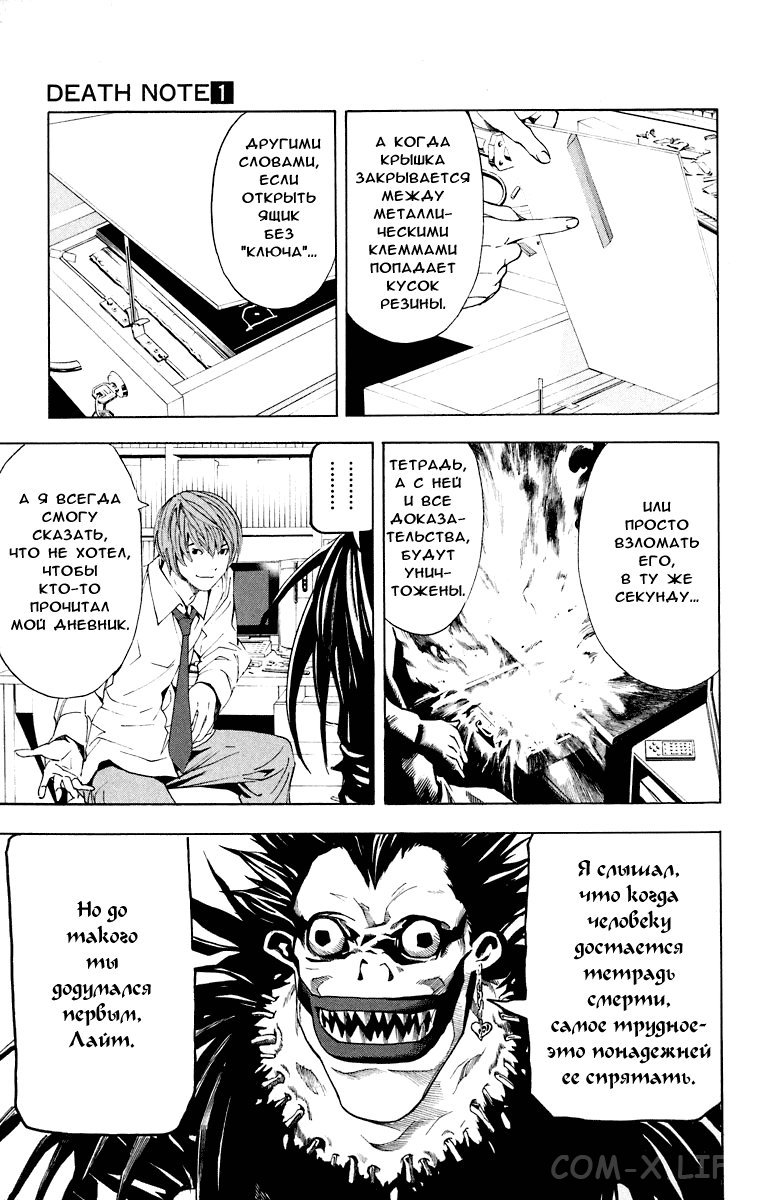 DEATH NOTE 1
А КОГДА
КРЫШКА
ЗАКРЫВАЕТСЯ
МЕЖДУ
МЕТАЛЛИ-
ЧЕСКИМИ
КЛЕММАМИ
ПОПАДАЕТ
КУСОК
РЕЗИНЫ.
ДРУГИМИ
СЛОВАМИ,
ЕСЛИ
ОТКРЫТЬ
ЯЩИК
БЕЗ
"КЛЮЧА"...
ИЛИ
ПРОСТО
ВЗЛОМАТЬ
ЕГО,
В ТУ ЖЕ
СЕКУНДУ...
ТЕТРАДЬ,
А С НЕЙ
И ВСЕ
ДОКАЗА-
ТЕЛЬСТВА,
БУДУТ
УНИЧ-
ТОЖЕНЫ.
А Я ВСЕГДА
СМОГУ
СКАЗАТЬ,
ЧТО НЕ ХОТЕЛ,
ЧТОБЫ
КТО-ТО
ПРОЧИТАЛ
МОЙ ДНЕВНИК.
Я слышал,
что когда
человеку
достается
тетрадь
смерти,
самое трудное-
это понадежней
ее спрятать.
Но до
такого
ты
додумался
первым,
Лайт.
COM-X.LIF